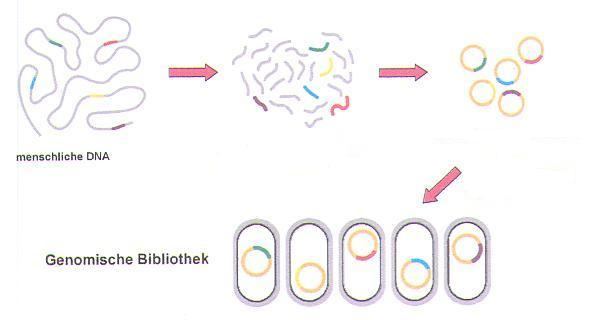 menschliche DNA
Genomische Bibliothek